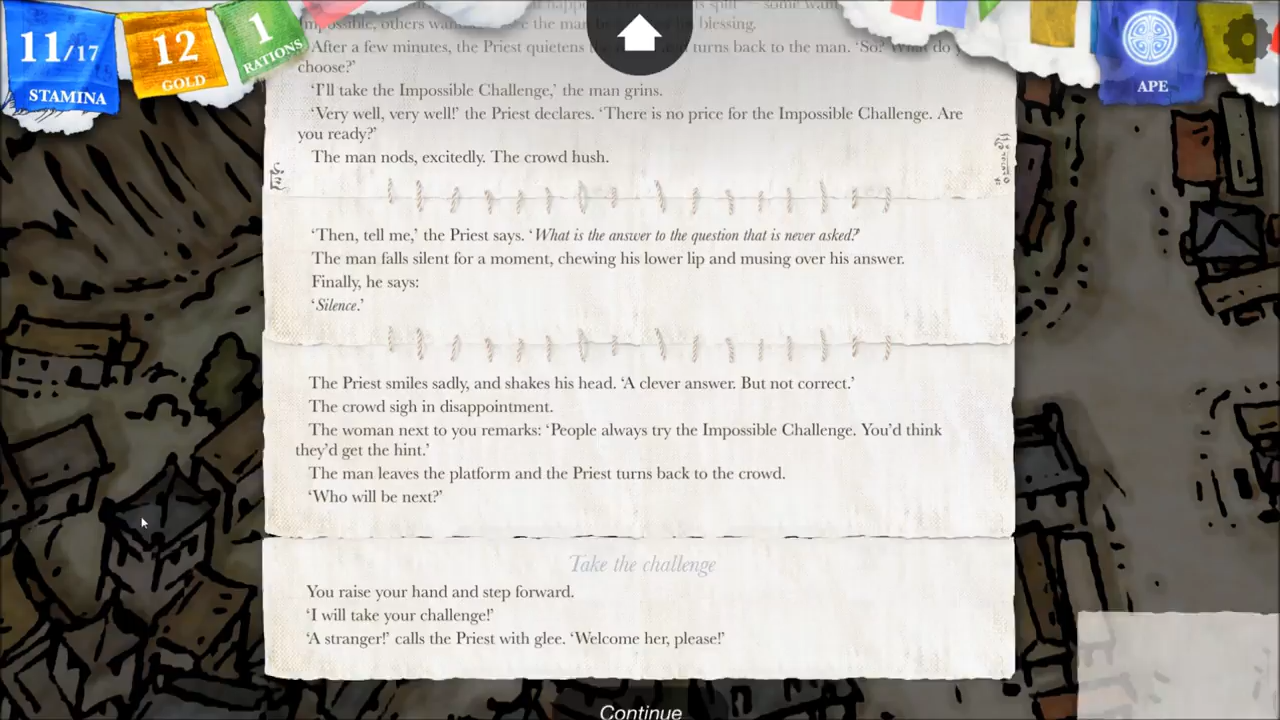 11/17
STAMINA
12
GOLD
1
RATIONS
APE
others
blessing.
After a few minutes, the Priest quietens turns back to the man. ‘So? What do
choose?’
‘I'll take the Impossible Challenge,’ the man grins.
‘Very well, very well!’ the Priest declares. ‘There is no price for the Impossible Challenge. Are
you ready?’
The man nods, excitedly. The crowd hush.
‘Then, tell me,’ the Priest says. ‘What is the answer to the question that is never asked?’
The man falls silent for a moment, chewing his lower lip and musing over his answer.
Finally, he says:
‘Silence.’
The Priest smiles sadly, and shakes his head. ‘A clever answer. But not correct.’
The crowd sigh in disappointment.
The woman next to you remarks: ‘People always try the Impossible Challenge. You’d think
they’d get the hint.’
The man leaves the platform and the Priest turns back to the crowd.
‘Who will be next?’
Take the challenge
You raise your hand and step forward.
‘I will take your challenge!’
‘A stranger!’ calls the Priest with glee. ‘Welcome her, please!’
Continue